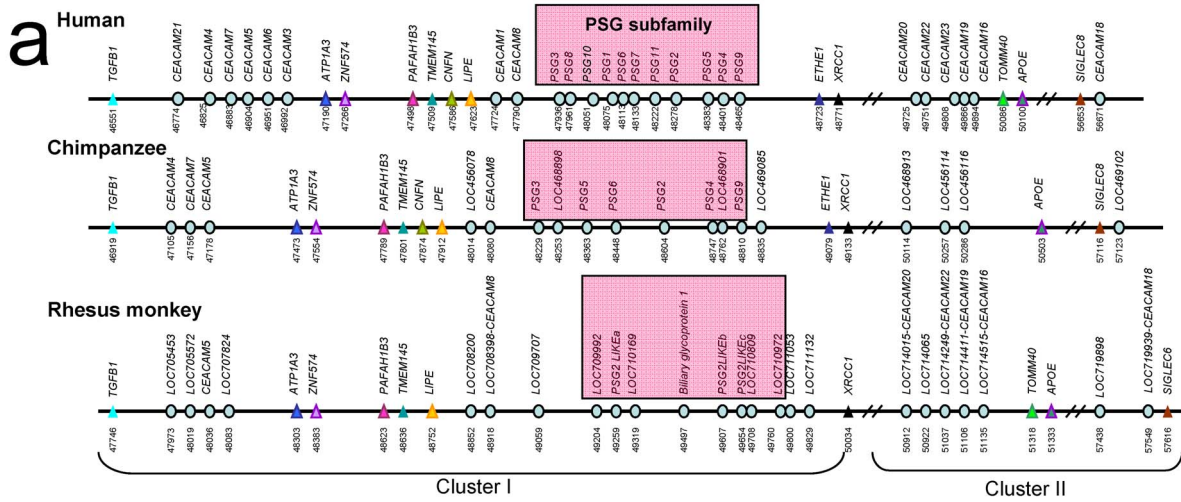 a
Human
PSG subfamily
TGFB1 CEACAM21 CEACAM4 CEACAM7 CEACAM5 CEACAM6 CEACAM3 ATP1A3 ZNF574 PAFAH1B3 TMEM145 CNFN LIPE CEACAM1 CEACAM8 PSG3 PSG8 PSG10 PSG1 PSG6 PSG7 PSG11 PSG2 PSG5 PSG4 PSG9 ETHE1 XRCC1 CEACAM20 CEACAM22 CEACAM23 CEACAM19 CEACAM16 TOMM40 APOE SIGLEC8 CEACAM18
46551 46774 46825 46883 46904 46951 46992 47190 47266 47498 47509 47586 47623 47724 47790 47936 47961 48051 48075 48113 48133 48222 48278 48383 48401 48465 48723 48771 49725 49751 49808 49866 49894 50086 50100 56653 56671
Chimpanzee
TGFB1 CEACAM4 CEACAM7 CEACAM5 ATP1A3 ZNF574 PAFAH1B3 TMEM145 CNFN LIPE LOC456078 CEACAM8 PSG3 LOC468898 PSG5 PSG6 PSG2 PSG4 LOC468901 PSG9 LOC469085 ETHE1 XRCC1 LOC468913 LOC456114 LOC456116 APOE SIGLEC8 LOC469102
46919 47105 47156 47178 47473 47554 47789 47801 47874 47912 48014 48080 48229 48253 48363 48448 48604 48747 48762 48810 48835 49079 49133 50114 50257 50286 50503 57116 57123
Rhesus monkey
TGFB1 LOC705453 LOC705572 CEACAM5 LOC707824 ATP1A3 ZNF574 PAFAH1B3 TMEM145 LIPE LOC708200 LOC708398-CEACAM8 LOC709707 LOC709992 PSG2 LIKEa LOC710169 Biliary glycoprotein 1 PSG2LIKEb PSG2LIKEc LOC710809 LOC710972 LOC711053 LOC711132 XRCC1 LOC714015-CEACAM20 LOC714065 LOC714249-CEACAM22 LOC714411-CEACAM19 LOC714515-CEACAM16 TOMM40 APOE LOC719898 LOC719939-CEACAM18 SIGLEC6
47746 47973 48019 48036 48083 48303 48383 48623 48636 48752 48852 48918 49059 49204 49259 49319 49497 49607 49654 49708 49760 49800 49829 50034 50912 50922 51037 51106 51135 51318 51333 57438 57549 57616
Cluster I
Cluster II